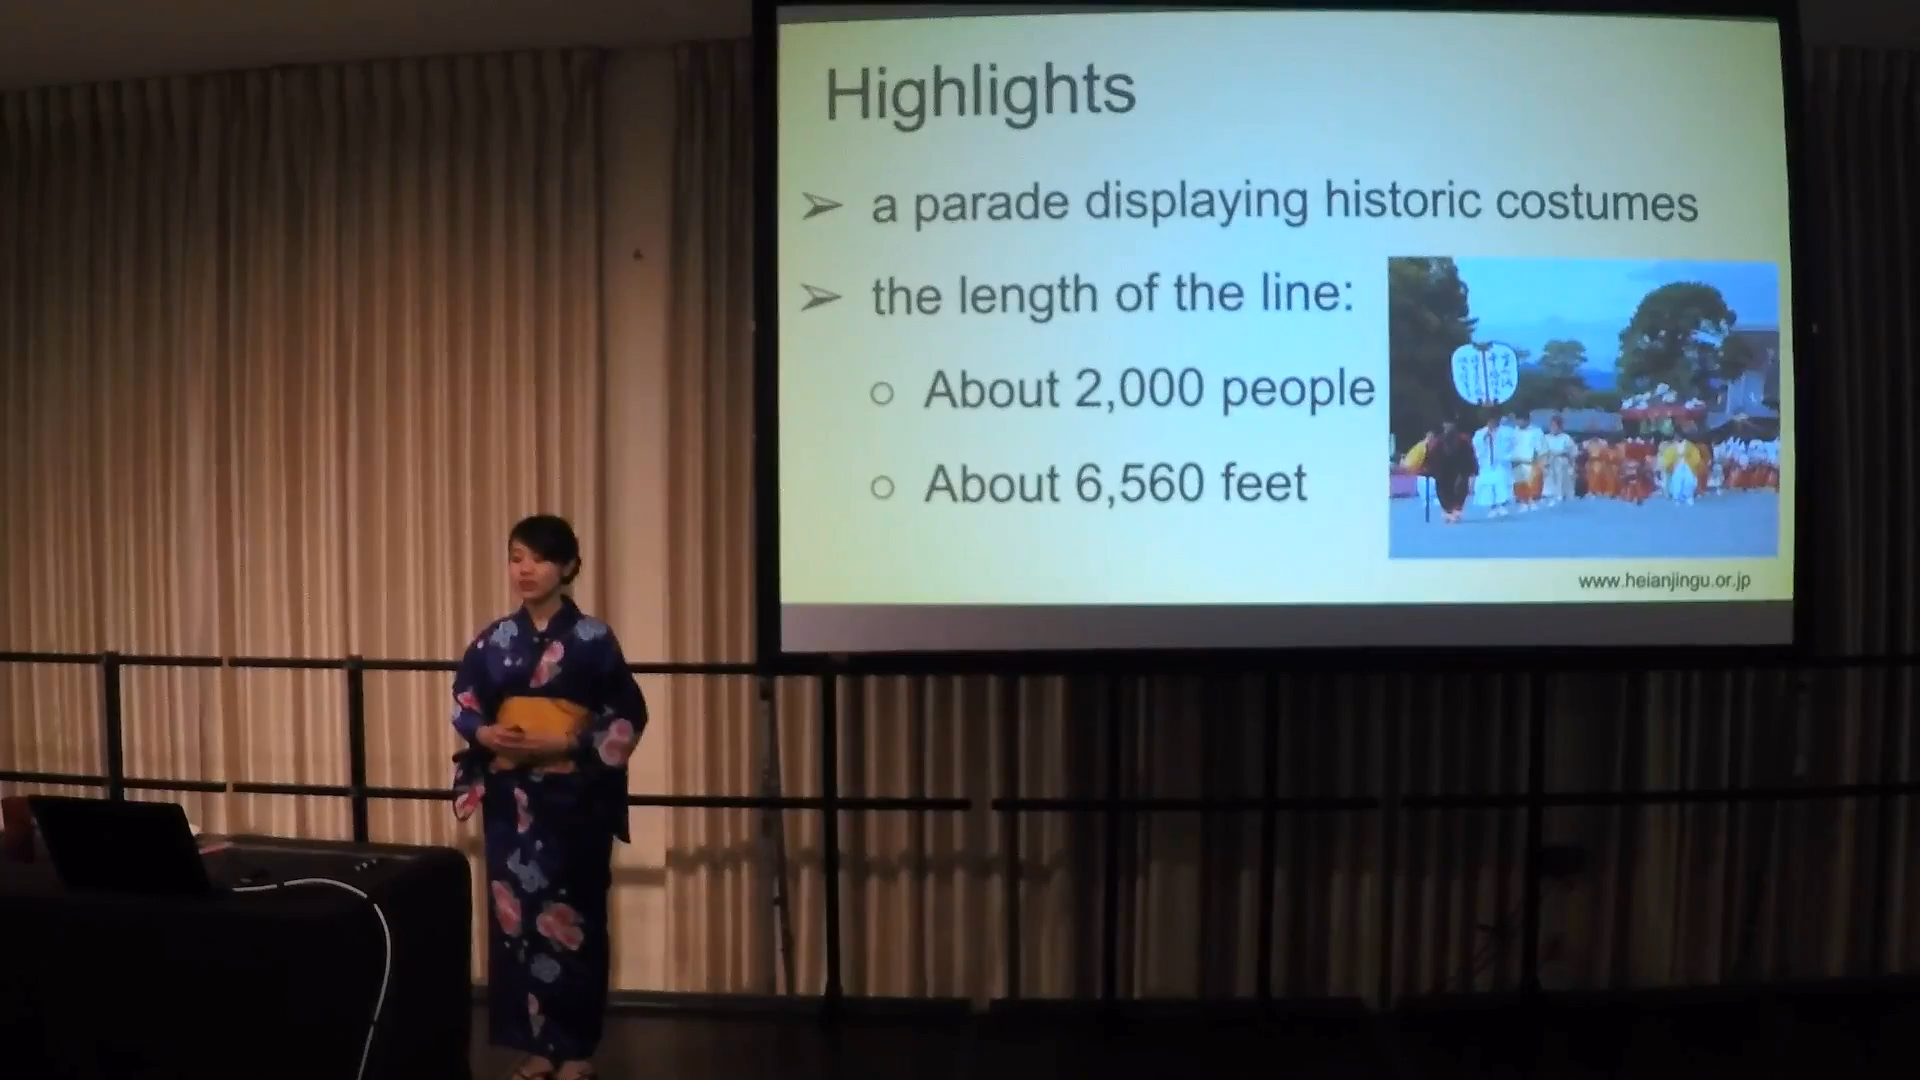 Highlights
➢ a parade displaying historic costumes
➢ the length of the line:
○ About 2,000 people
○ About 6,560 feet
www.heianjingu.or.jp